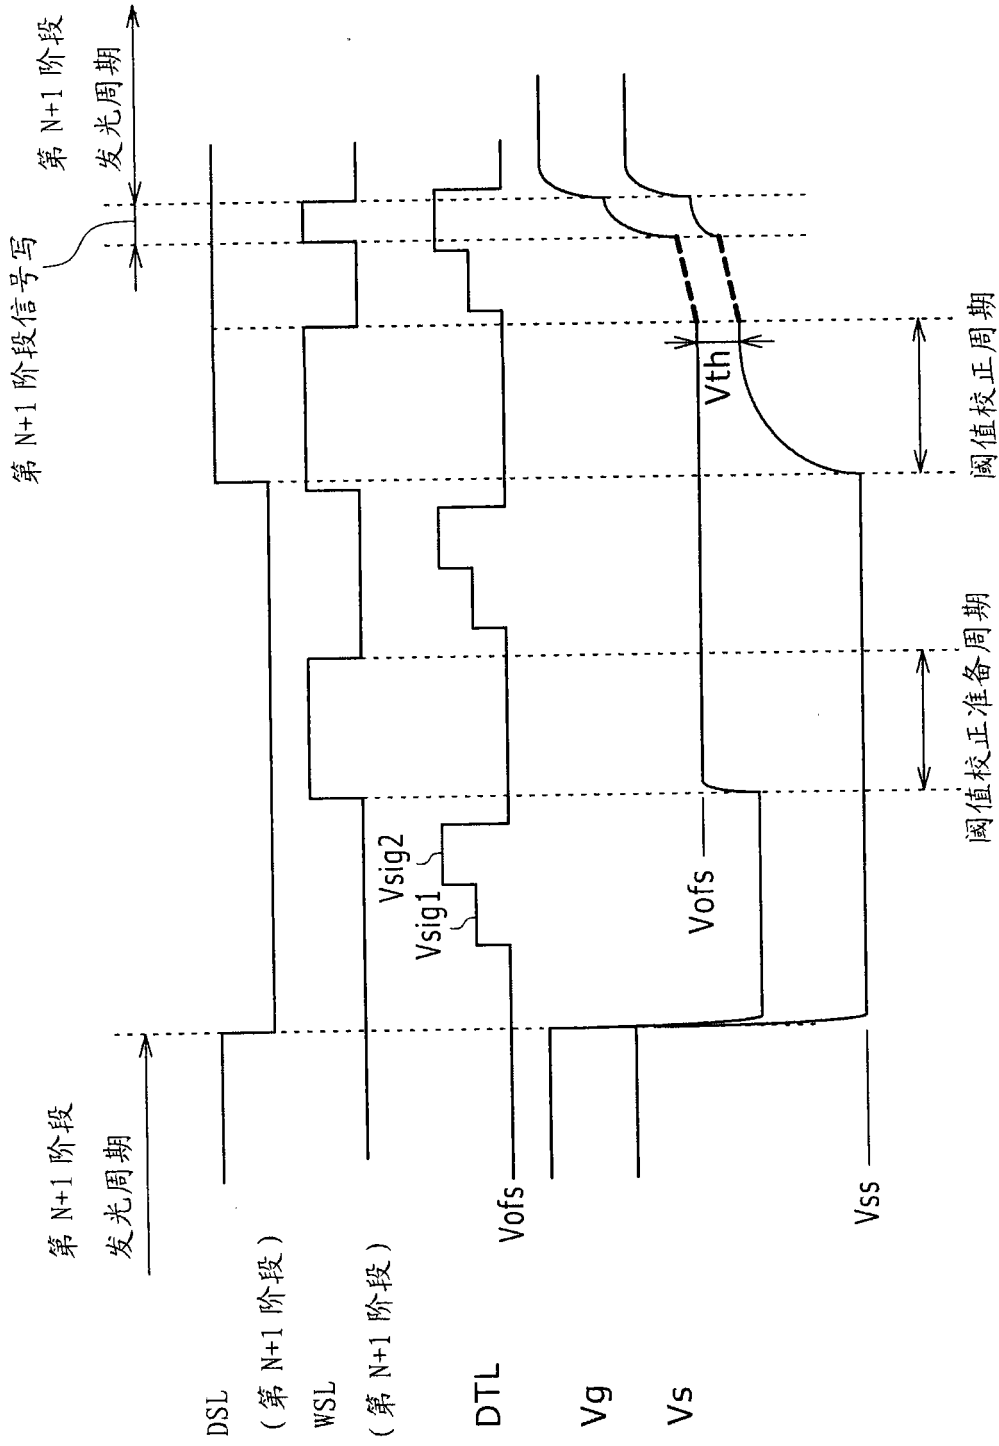 第 N+1 阶段
发光周期
第 N+1 阶段信号写
第 N+1 阶段
发光周期
DSL
(第 N+1 阶段)
WSL
(第 N+1 阶段)
DTL
Vofs
Vsig1
Vsig2
Vg
Vs
Vofs
Vth
Vss
阈值校正准备周期
阈值校正周期